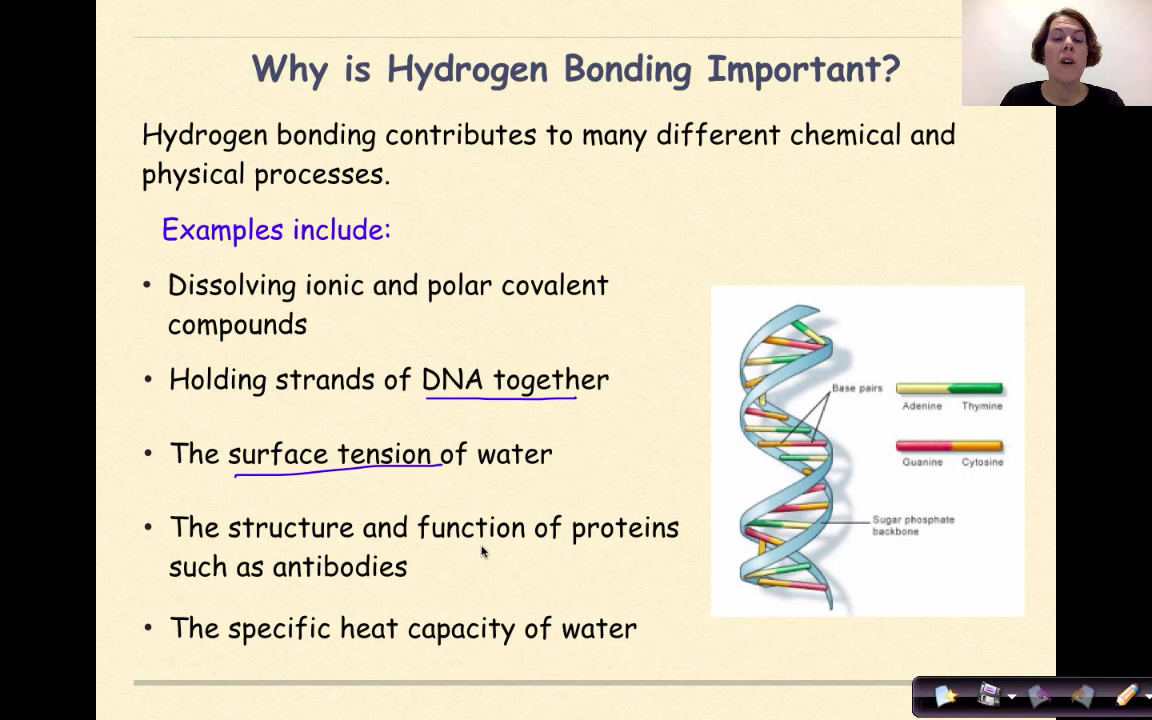 Why is Hydrogen Bonding Important?
Hydrogen bonding contributes to many different chemical and
physical processes.
Examples include:
• Dissolving ionic and polar covalent
compounds
• Holding strands of DNA together
• The surface tension of water
• The structure and function of proteins
such as antibodies
• The specific heat capacity of water
Base pairs
Adenine Thymine
Guanine Cytosine
Sugar phosphate
backbone